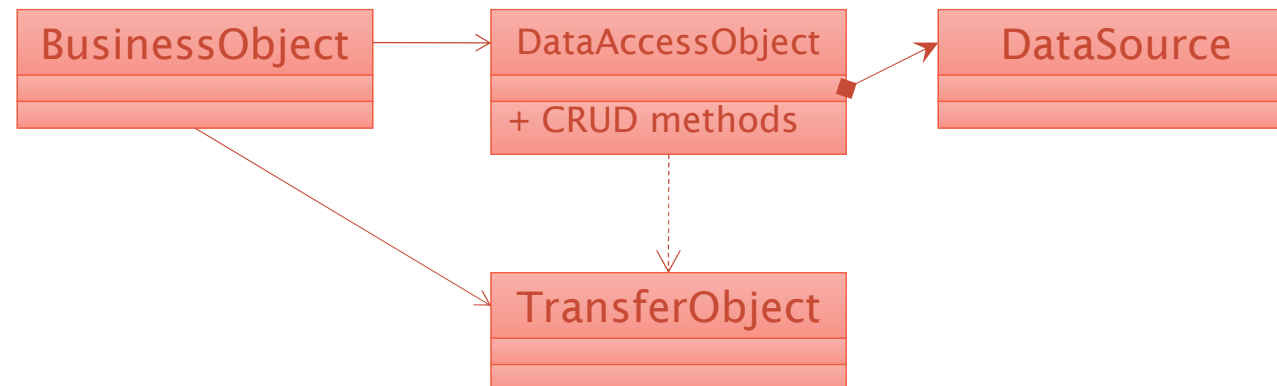 BusinessObject
DataAccessObject
+ CRUD methods
DataSource
TransferObject